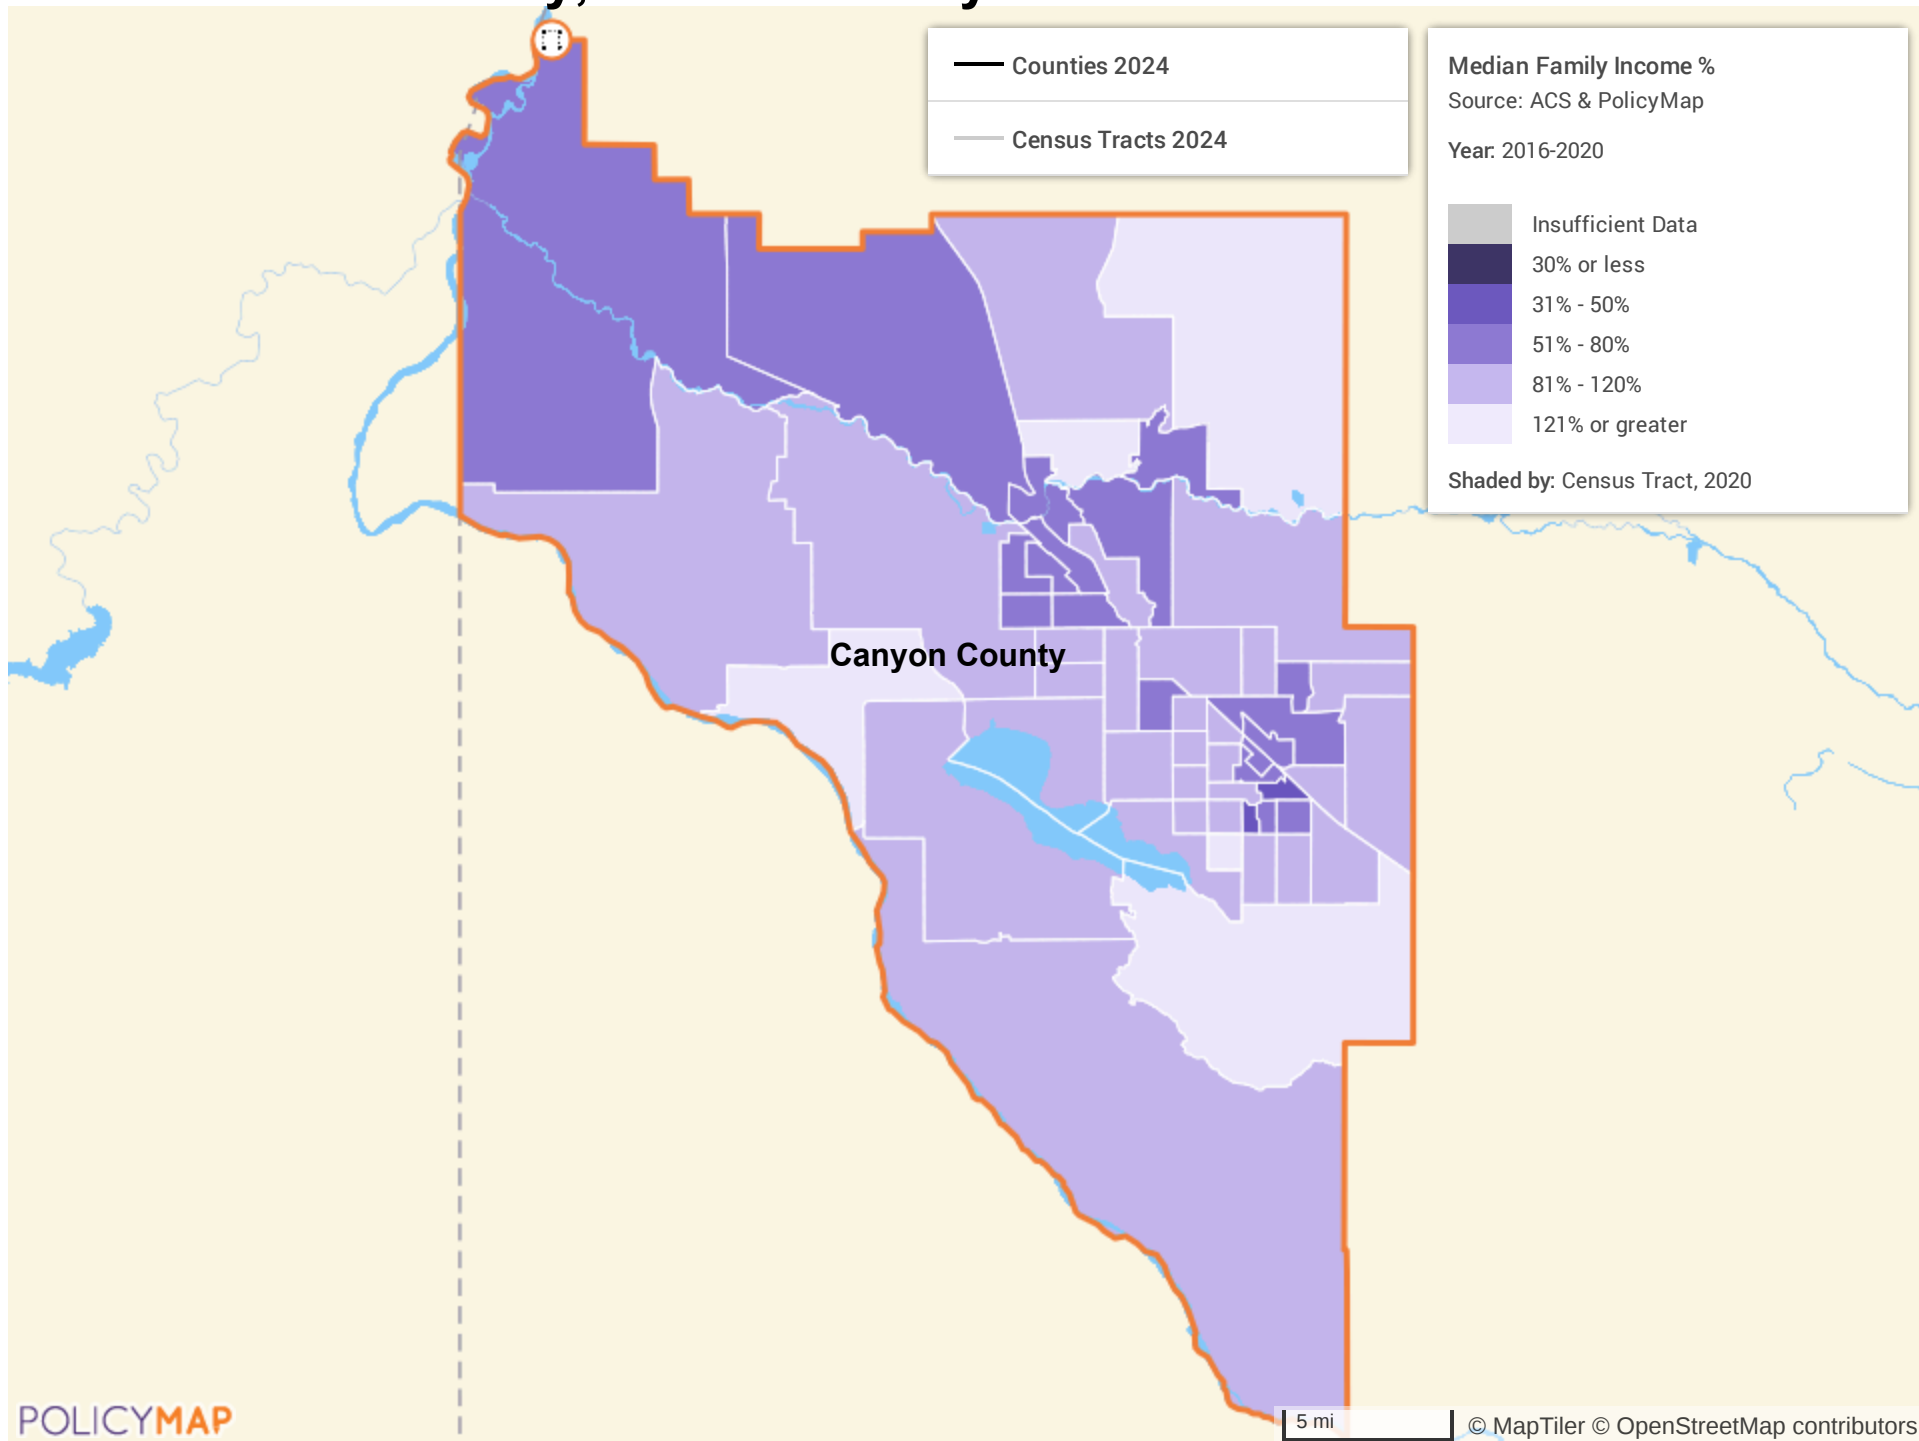 Counties 2024
Census Tracts 2024
Median Family Income %
Source: ACS & PolicyMap
Year: 2016-2020
Insufficient Data
30% or less
31% - 50%
51% - 80%
81% - 120%
121% or greater
Shaded by: Census Tract, 2020
Canyon County
POLICYMAP
5 mi
© MapTiler © OpenStreetMap contributors